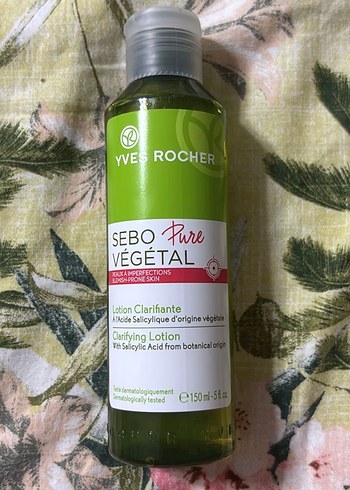 YVES ROCHER
SEBO Pure
VÉGÉTAL
PEAUX À IMPERFECTIONS
BLEMISH-PRONE SKIN
Lotion Clarifiante
A l'Acide Salicylique d'origine végétale
Clarifying Lotion
With Salicylic Acid from botanical origin
Testé dermatologiquement
Dermatologically tested
℮ 150 ml - 5 fl. oz.